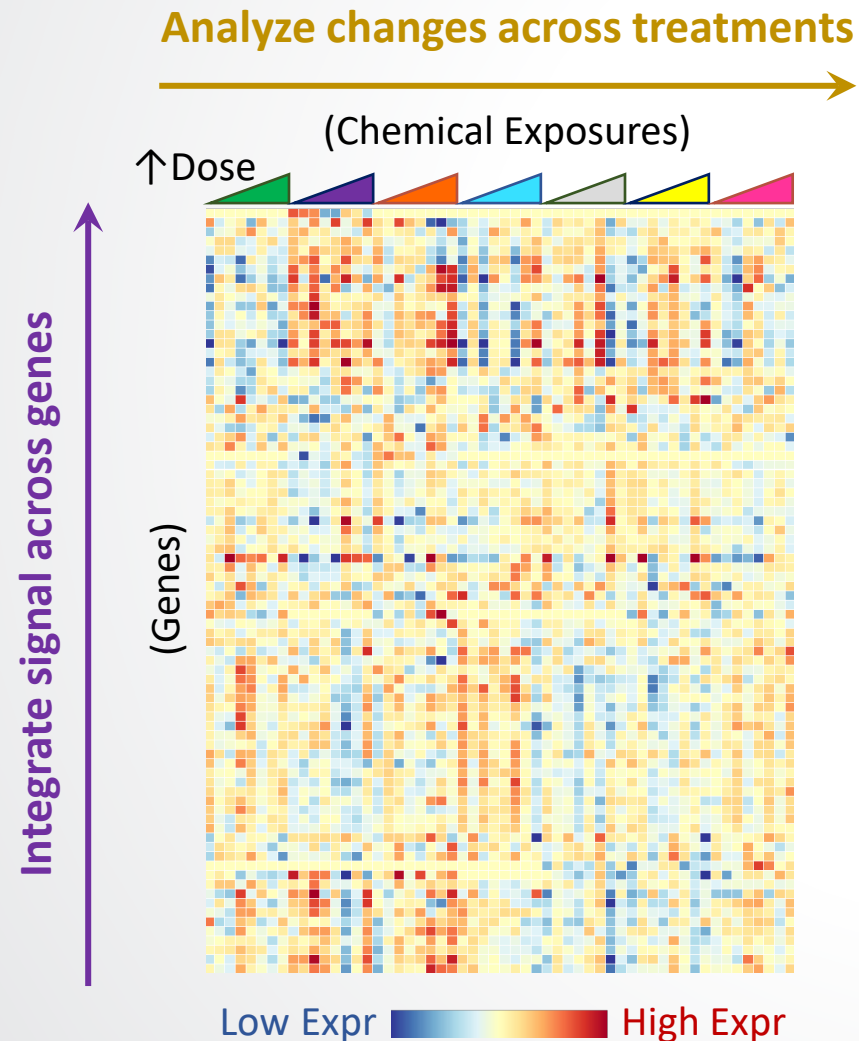 Analyze changes across treatments
(Chemical Exposures)
↑Dose
Integrate signal across genes
(Genes)
Low Expr
High Expr